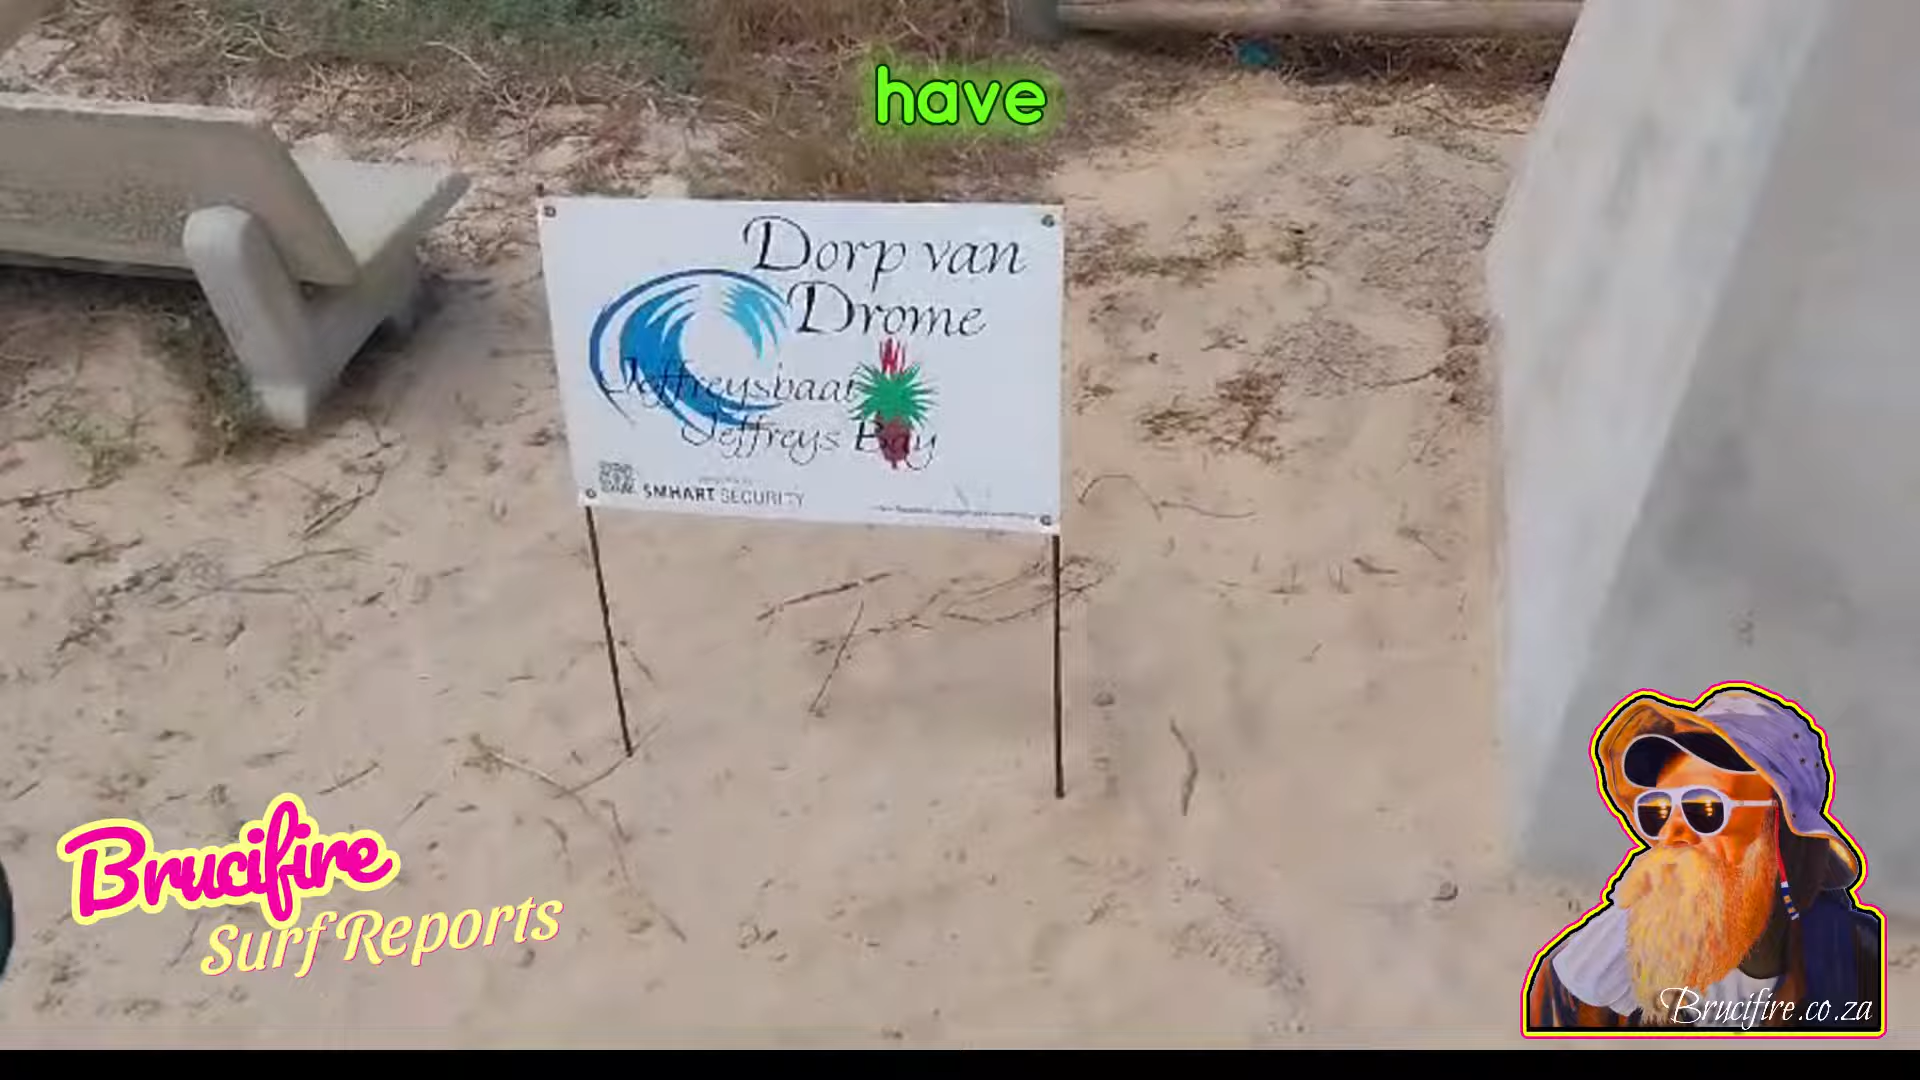 have
Dorp van
Drome
Jeffreysbaai
Jeffreys Bay
SMHART SECURITY
Brucifire
Surf Reports
Brucifire.co.za